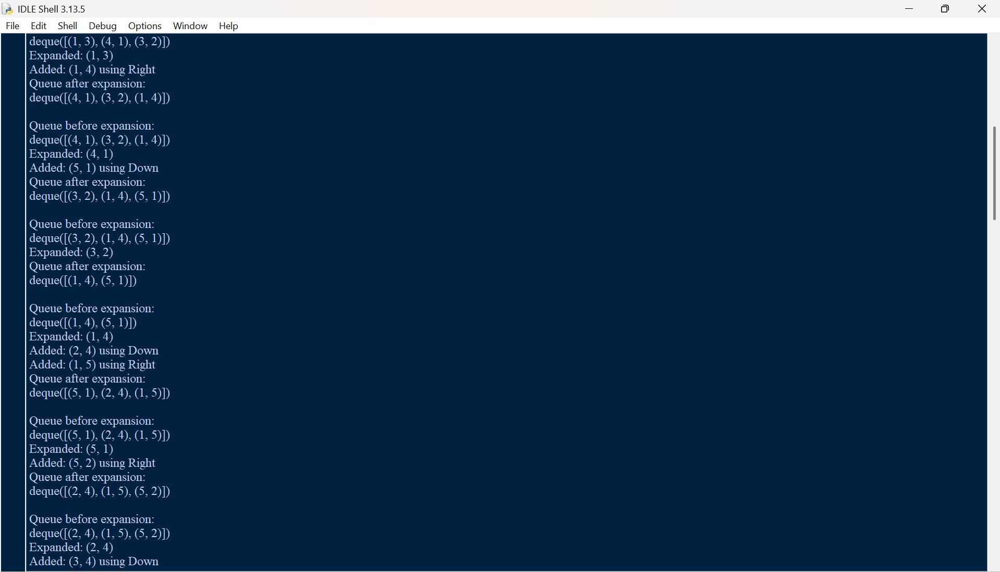 IDLE Shell 3.13.5
File Edit Shell Debug Options Window Help
deque([(1, 3), (4, 1), (3, 2)])
Expanded: (1, 3)
Added: (1, 4) using Right
Queue after expansion:
deque([(4, 1), (3, 2), (1, 4)])
Queue before expansion:
deque([(4, 1), (3, 2), (1, 4)])
Expanded: (4, 1)
Added: (5, 1) using Down
Queue after expansion:
deque([(3, 2), (1, 4), (5, 1)])
Queue before expansion:
deque([(3, 2), (1, 4), (5, 1)])
Expanded: (3, 2)
Queue after expansion:
deque([(1, 4), (5, 1)])
Queue before expansion:
deque([(1, 4), (5, 1)])
Expanded: (1, 4)
Added: (2, 4) using Down
Added: (1, 5) using Right
Queue after expansion:
deque([(5, 1), (2, 4), (1, 5)])
Queue before expansion:
deque([(5, 1), (2, 4), (1, 5)])
Expanded: (5, 1)
Added: (5, 2) using Right
Queue after expansion:
deque([(2, 4), (1, 5), (5, 2)])
Queue before expansion:
deque([(2, 4), (1, 5), (5, 2)])
Expanded: (2, 4)
Added: (3, 4) using Down